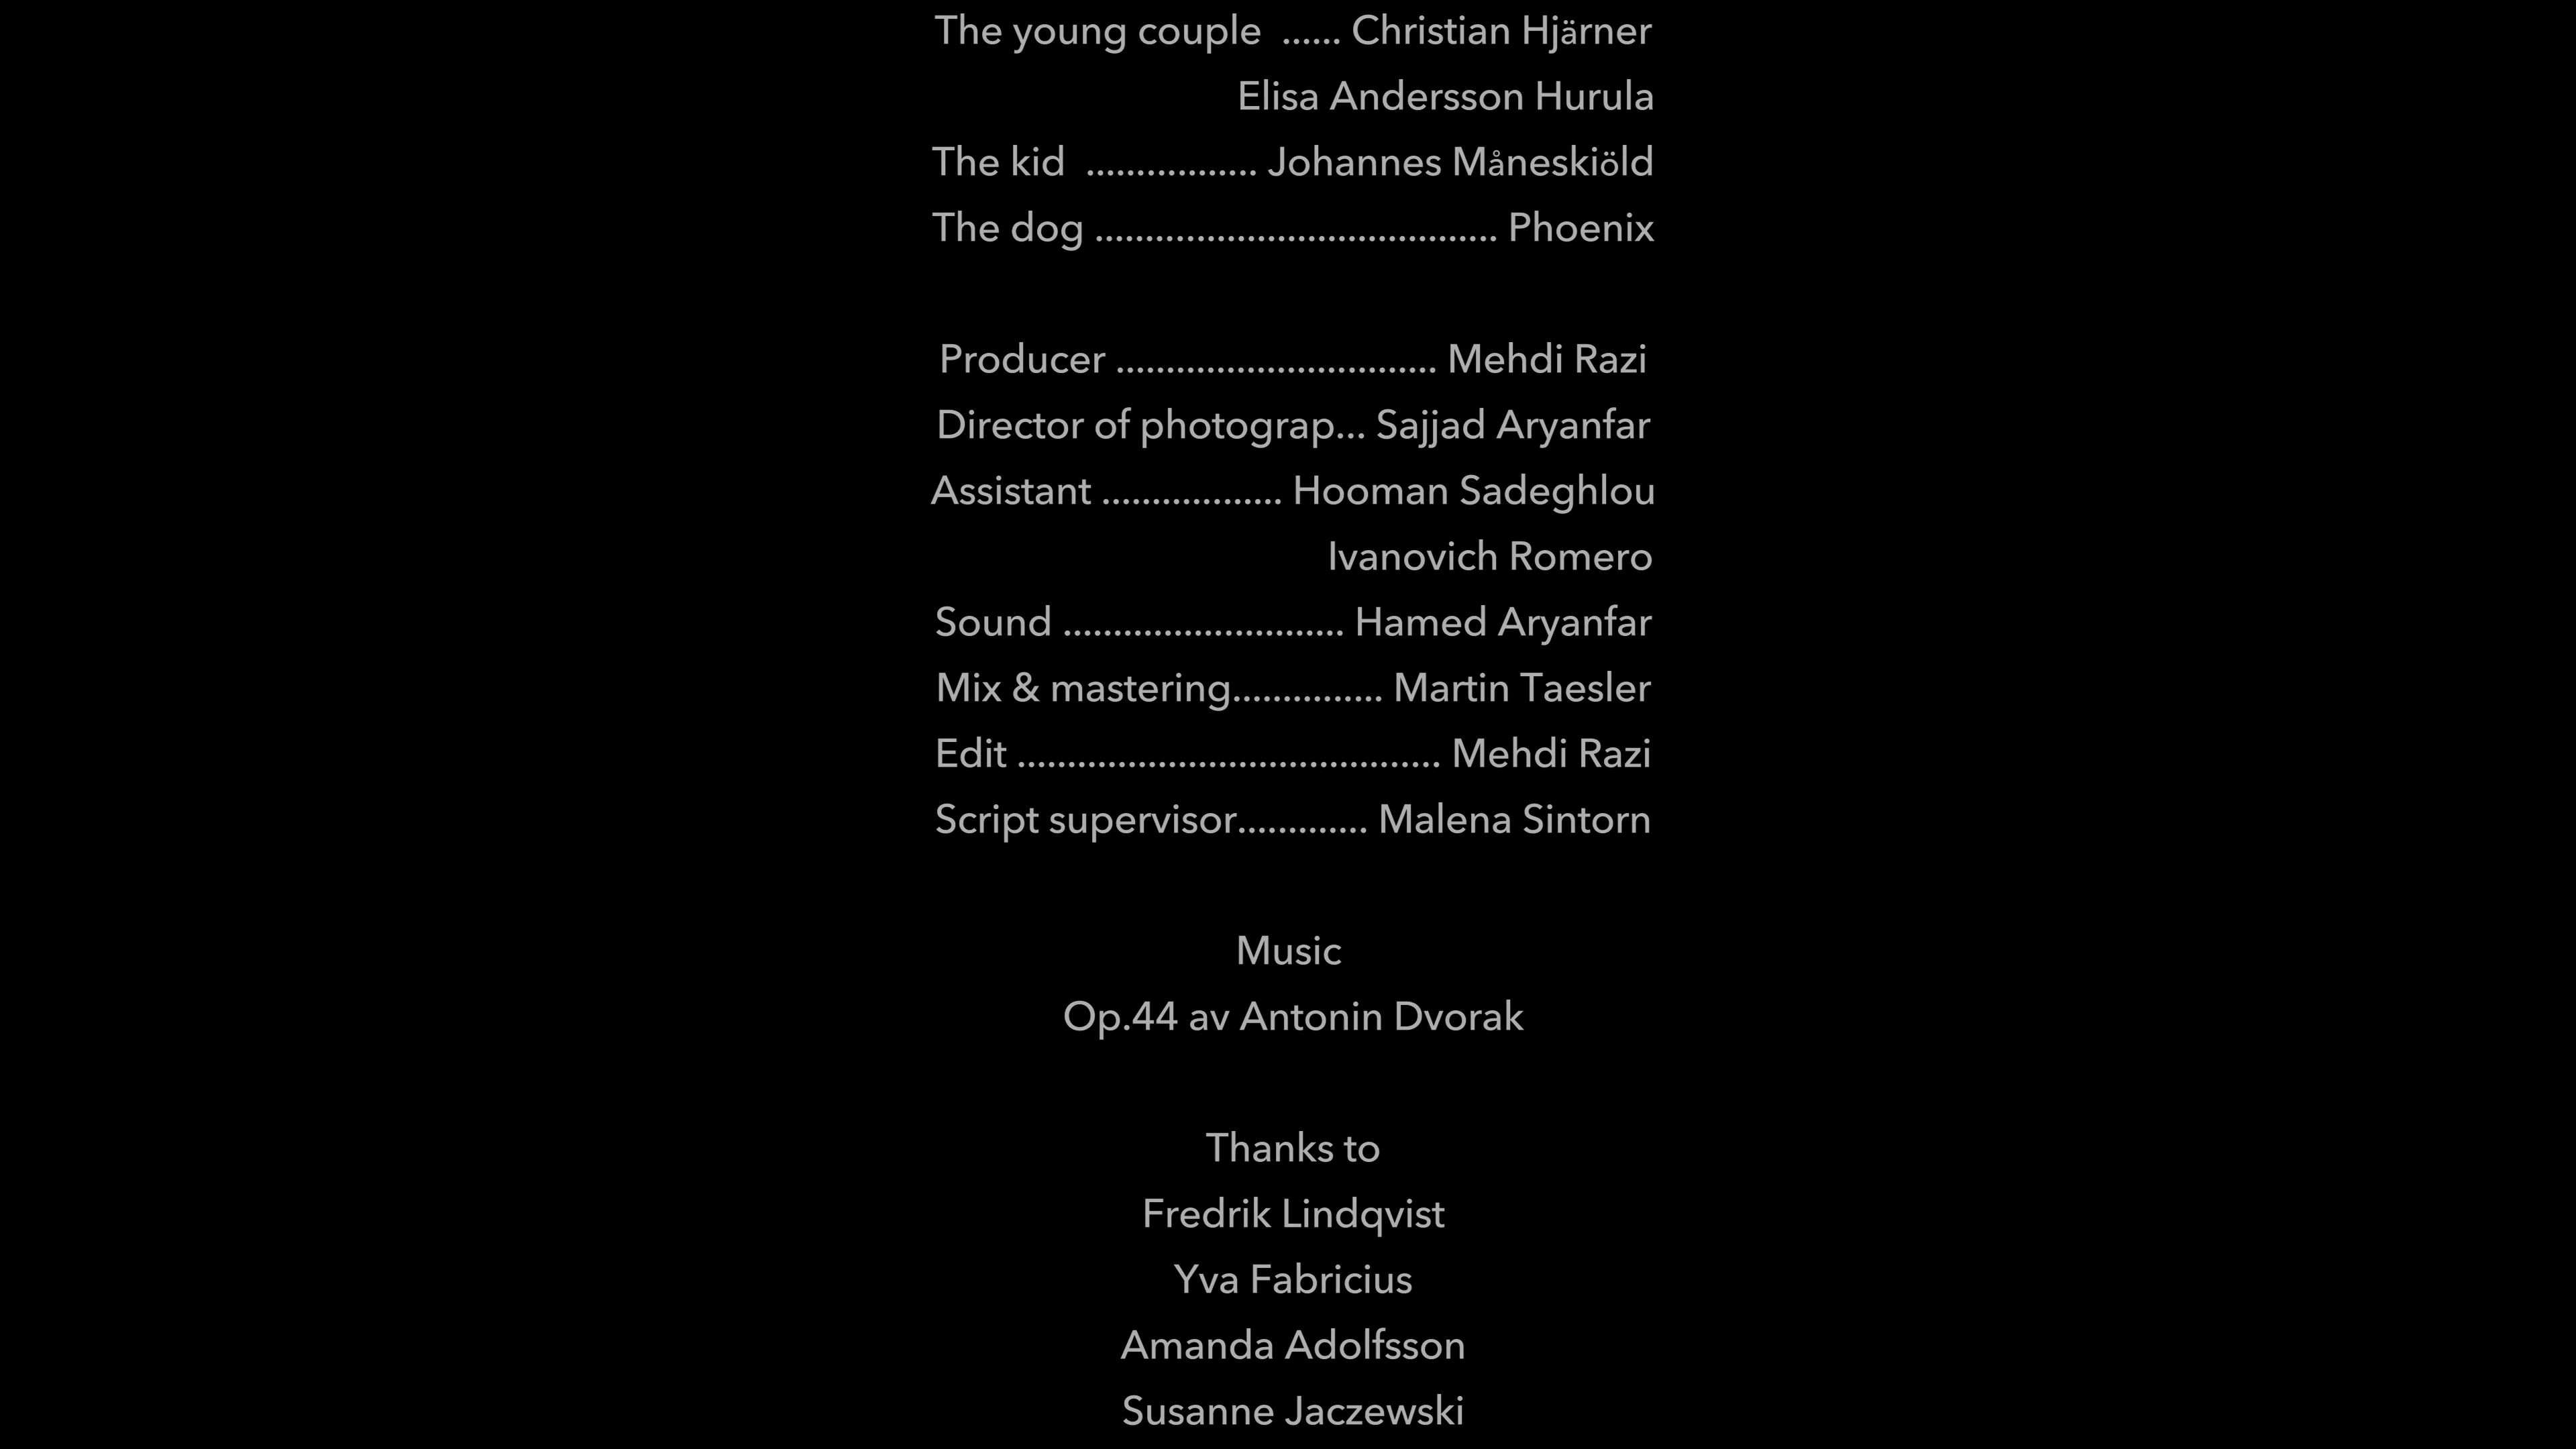 The young couple ...... Christian Hjärner
Elisa Andersson Hurula
The kid ................. Johannes Måneskiöld
The dog ........................................ Phoenix
Producer ................................ Mehdi Razi
Director of photograp... Sajjad Aryanfar
Assistant .................. Hooman Sadeghlou
Ivanovich Romero
Sound ............................ Hamed Aryanfar
Mix & mastering............... Martin Taesler
Edit .......................................... Mehdi Razi
Script supervisor............. Malena Sintorn
Music
Op.44 av Antonin Dvorak
Thanks to
Fredrik Lindqvist
Yva Fabricius
Amanda Adolfsson
Susanne Jaczewski